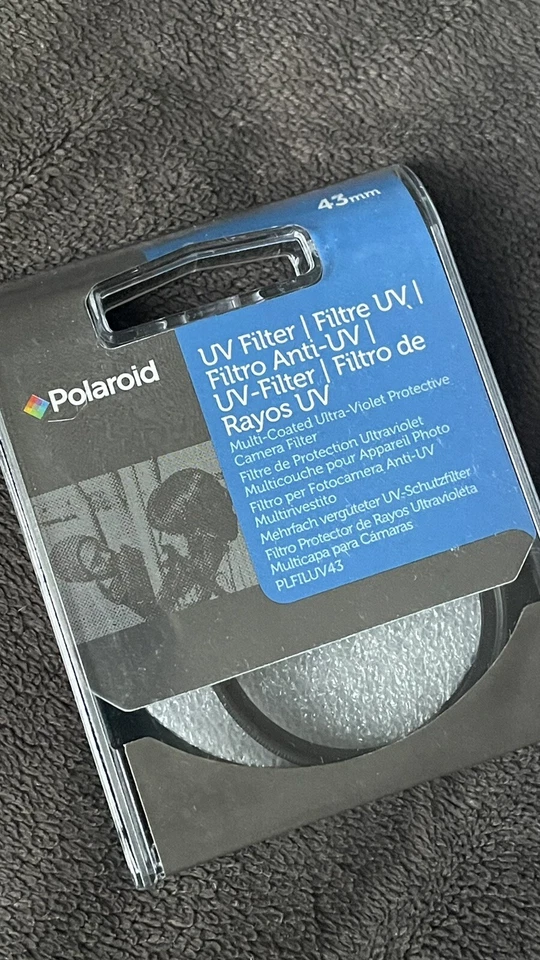 43mm
Polaroid
UV Filter | Filtre UV |
Filtro Anti-UV |
UV-Filter | Filtro de
Rayos UV
Multi-Coated Ultra-Violet Protective
Camera Filter
Filtre de Protection Ultraviolet
Multicouche pour Appareil Photo
Filtro per Fotocamera Anti-UV
Multirivestito
Mehrfach vergüteter UV-Schutzfilter
Filtro Protector de Rayos Ultravioleta
Multicapa para Cámaras
PLFILUV43